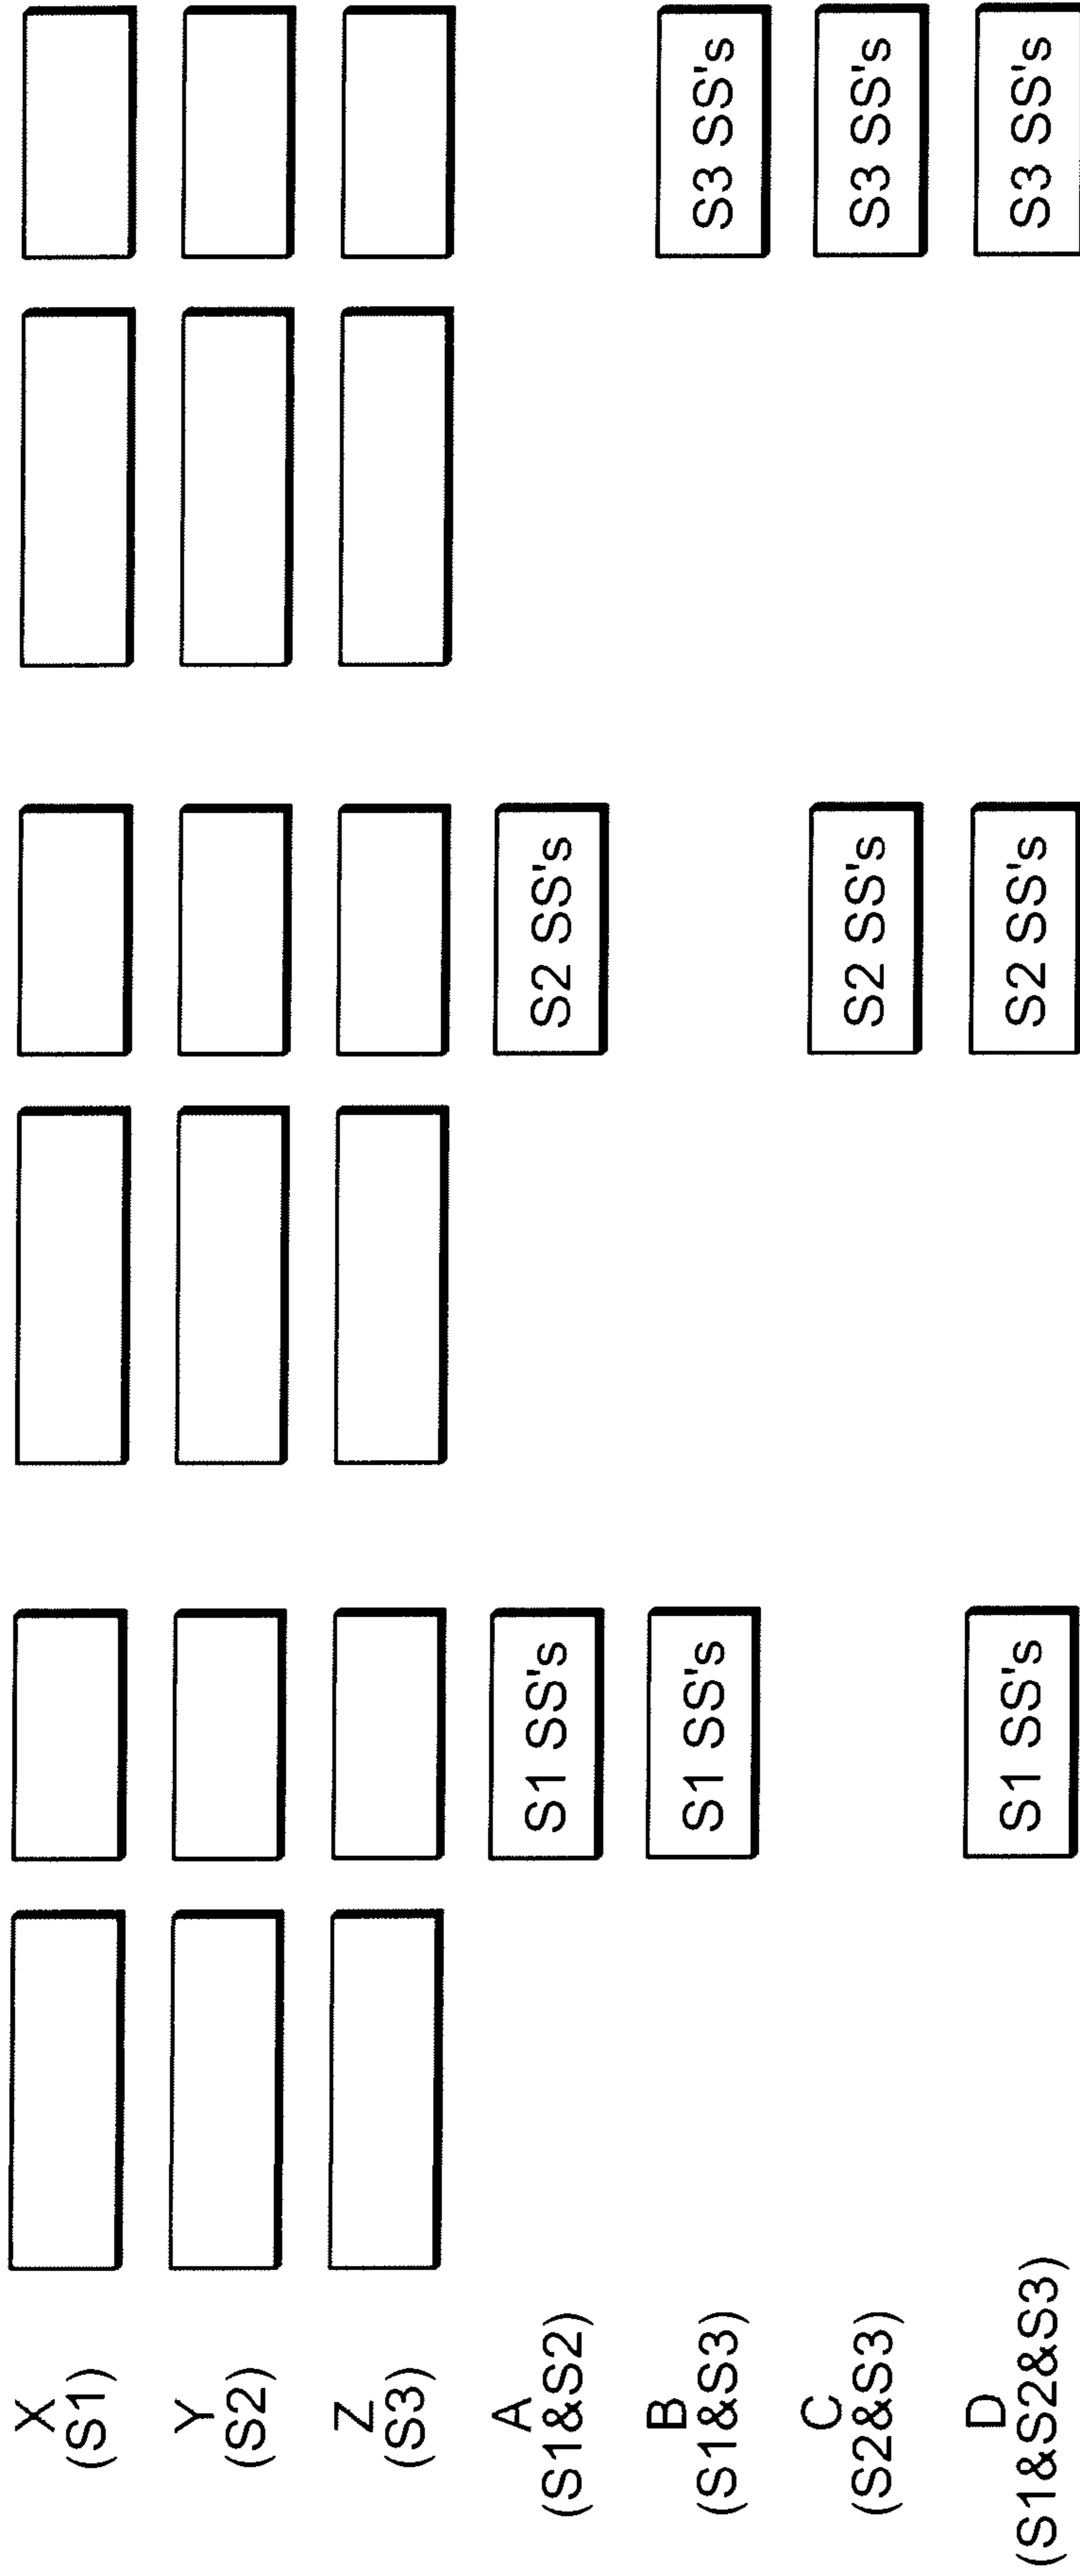 X
(S1)
Y
(S2)
Z
(S3)
A
(S1&S2)
S1 SS's
S2 SS's
B
(S1&S3)
S1 SS's
S3 SS's
C
(S2&S3)
S2 SS's
S3 SS's
D
(S1&S2&S3)
S1 SS's
S2 SS's
S3 SS's